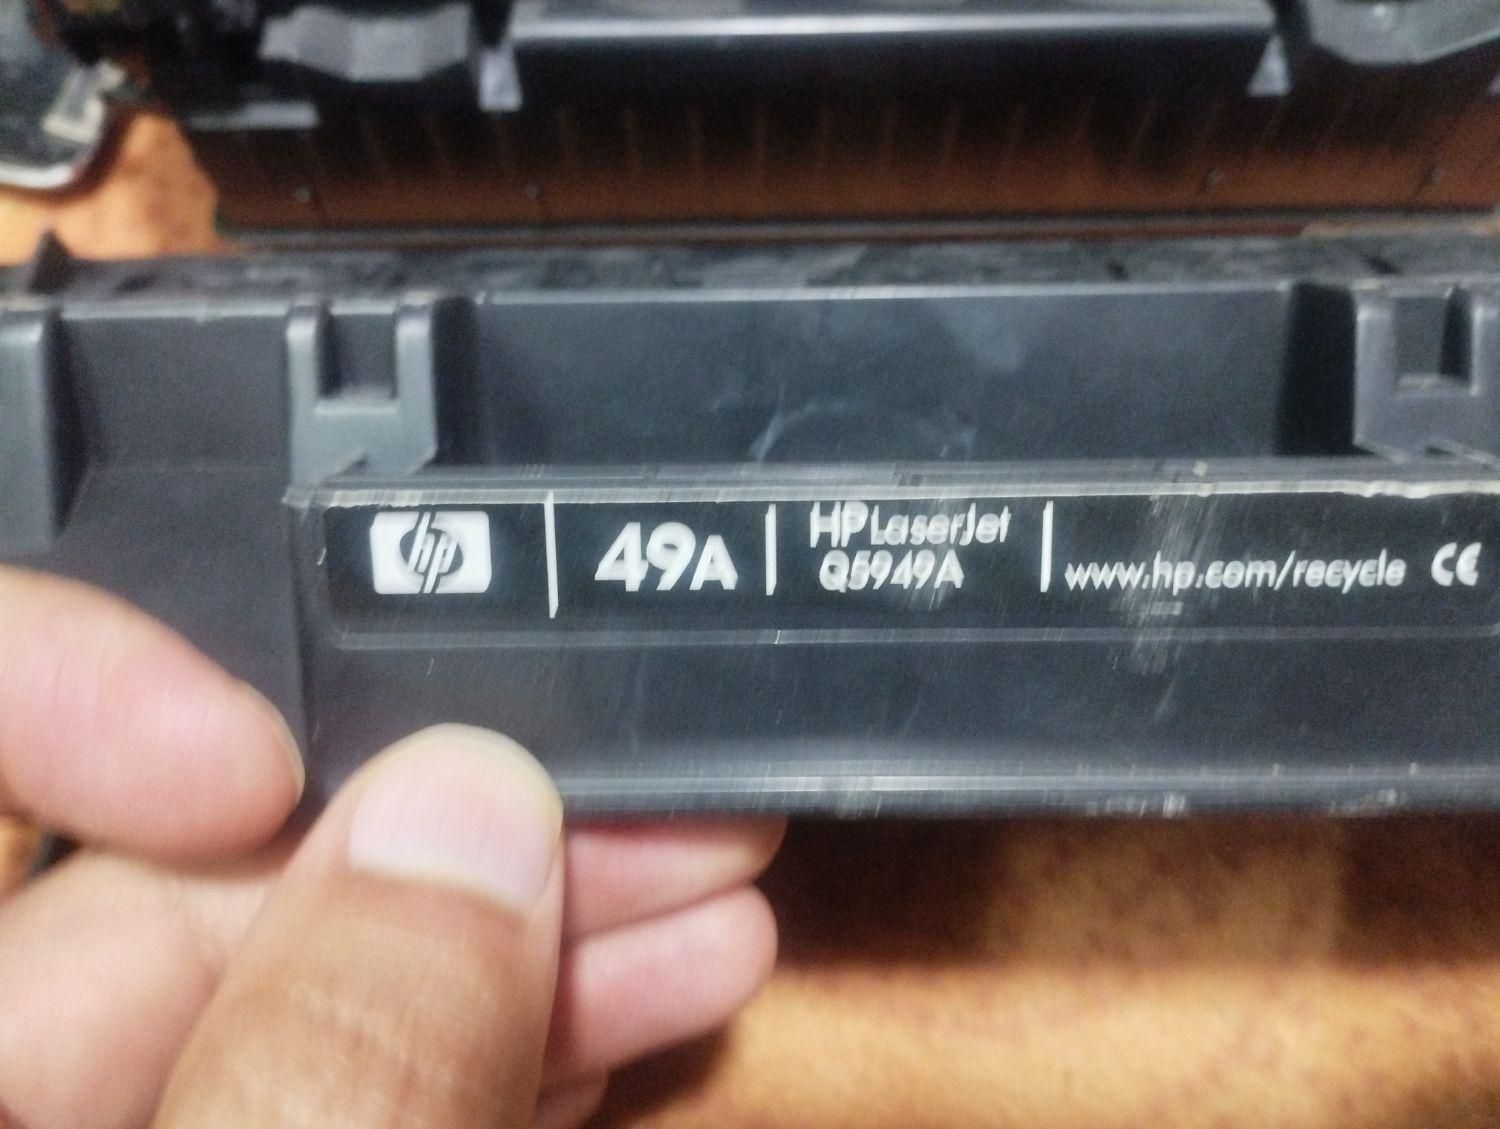 hp
49A
HP LaserJet
Q5949A
www.hp.com/recycle CE